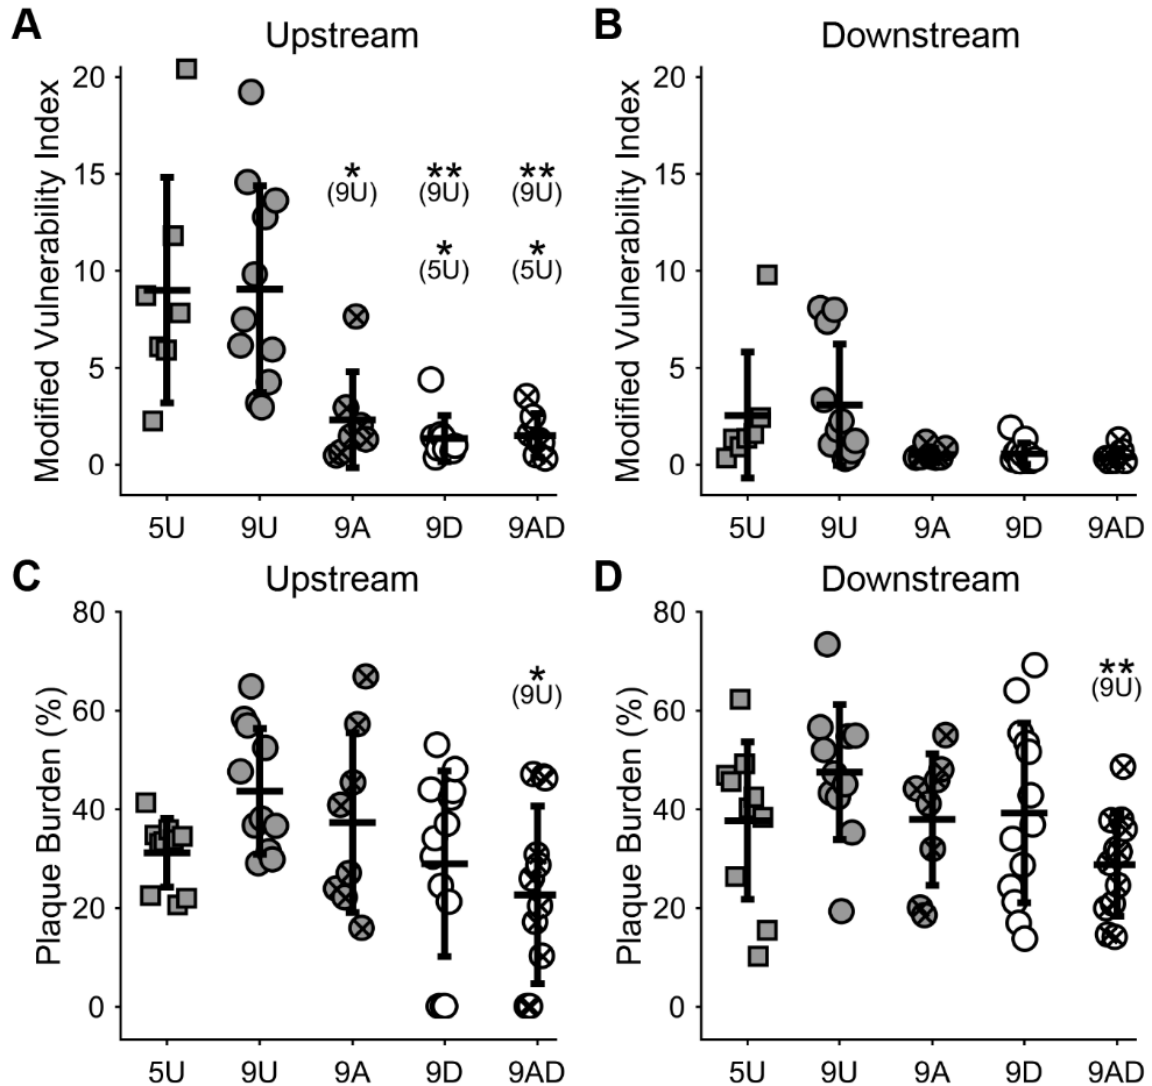 A
Upstream
Modified Vulnerability Index
20
15
10
5
0
*
(9U)
**
(9U)
**
(9U)
*
(5U)
*
(5U)
5U 9U 9A 9D 9AD
B
Downstream
Modified Vulnerability Index
20
15
10
5
0
5U 9U 9A 9D 9AD
C
Upstream
Plaque Burden (%)
80
60
40
20
0
*
(9U)
5U 9U 9A 9D 9AD
D
Downstream
Plaque Burden (%)
80
60
40
20
0
**
(9U)
5U 9U 9A 9D 9AD